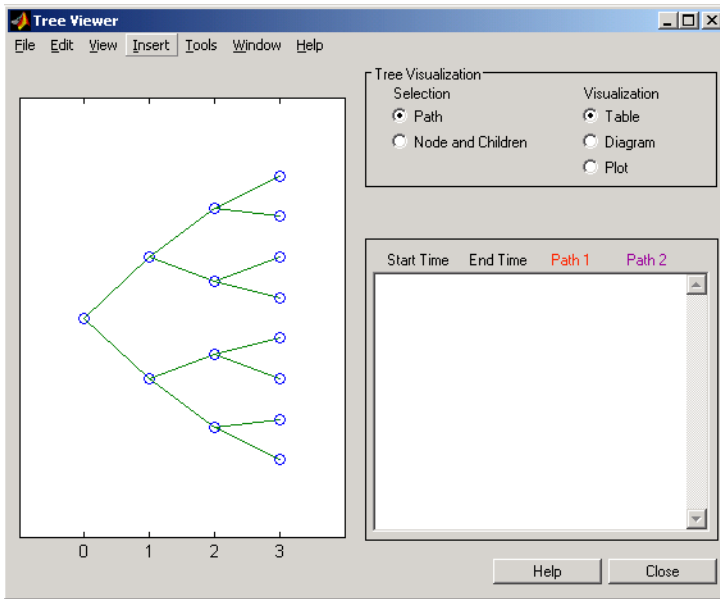 Tree Viewer
File Edit View Insert Tools Window Help
Tree Visualization
Selection Visualization
Path Table
Node and Children Diagram
Plot
Start Time End Time Path 1 Path 2
0 1 2 3
Help Close